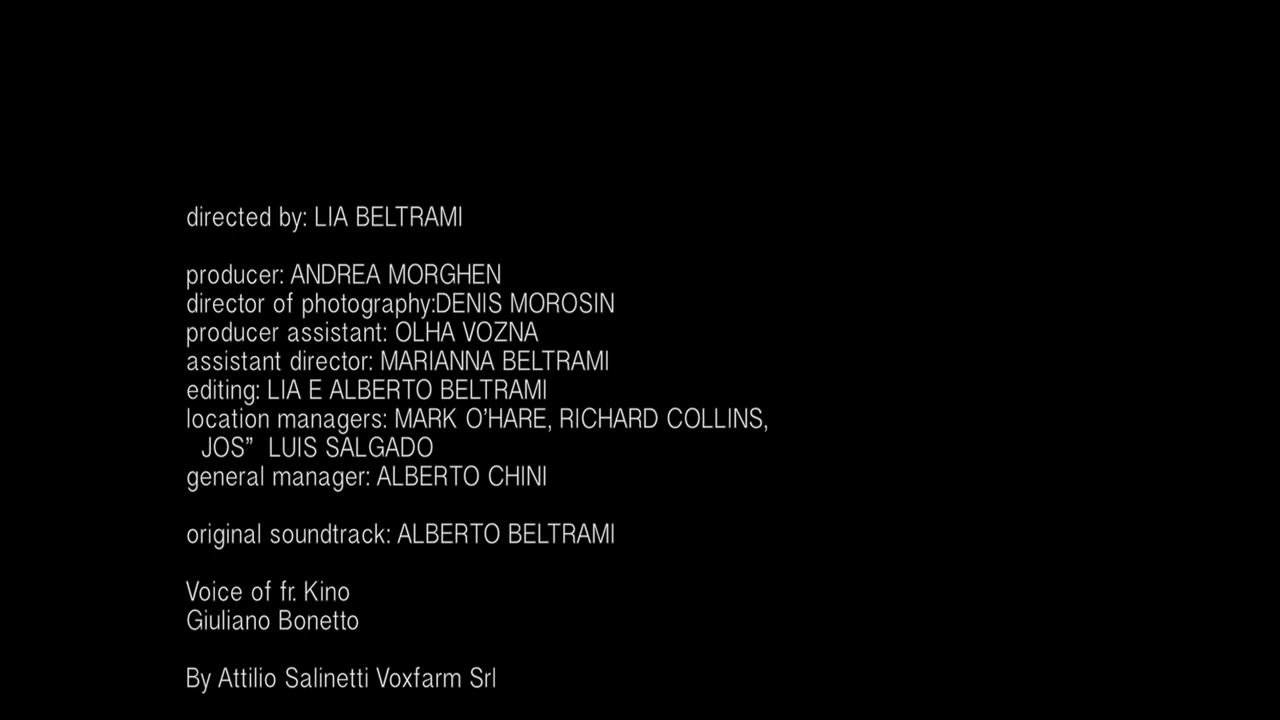 directed by: LIA BELTRAMI
producer: ANDREA MORGHEN
director of photography:DENIS MOROSIN
producer assistant: OLHA VOZNA
assistant director: MARIANNA BELTRAMI
editing: LIA E ALBERTO BELTRAMI
location managers: MARK O’HARE, RICHARD COLLINS,
JOS” LUIS SALGADO
general manager: ALBERTO CHINI
original soundtrack: ALBERTO BELTRAMI
Voice of fr. Kino
Giuliano Bonetto
By Attilio Salinetti Voxfarm Srl